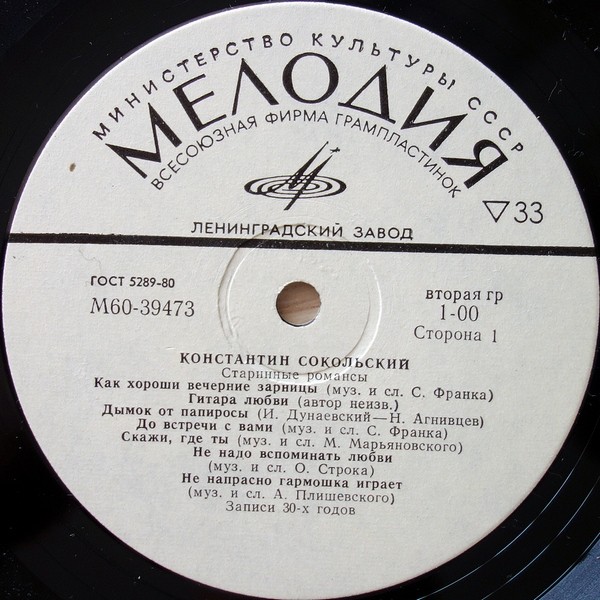 МИНИСТЕРСТВО КУЛЬТУРЫ СССР
МЕЛОДИЯ
ВСЕСОЮЗНАЯ ФИРМА ГРАМПЛАСТИНОК
33
ЛЕНИНГРАДСКИЙ ЗАВОД
ГОСТ 5289-80
М60-39473
вторая гр
1-00
Сторона 1
КОНСТАНТИН СОКОЛЬСКИЙ
Старинные романсы
Как хороши вечерние зарницы (муз. и сл. С. Франка)
Гитара любви (автор неизв.)
Дымок от папиросы (И. Дунаевский—Н. Агнивцев)
До встречи с вами (муз. и сл. С. Франка)
Скажи, где ты (муз. и сл. М. Марьяновского)
Не надо вспоминать любви
(муз. и сл. О. Строка)
Не напрасно гармошка играет
(муз. и сл. А. Плишевского)
Записи 30-х годов